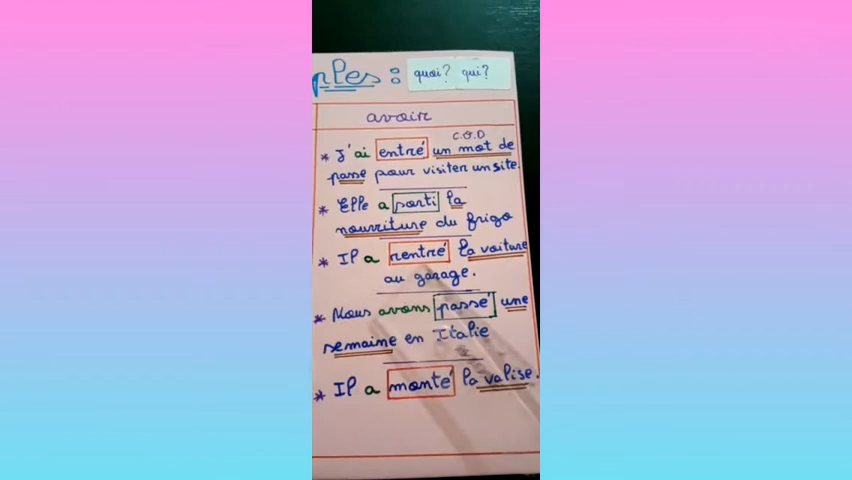 ples : quoi? qui?
avoir
C.O.D
* J'ai entré un mot de
passe pour visiter un site.
* Elle a sorti la
nourriture du frigo
* Il a rentré la voiture
au garage.
* Nous avons passé une
semaine en Italie
* Il a monté la valise.